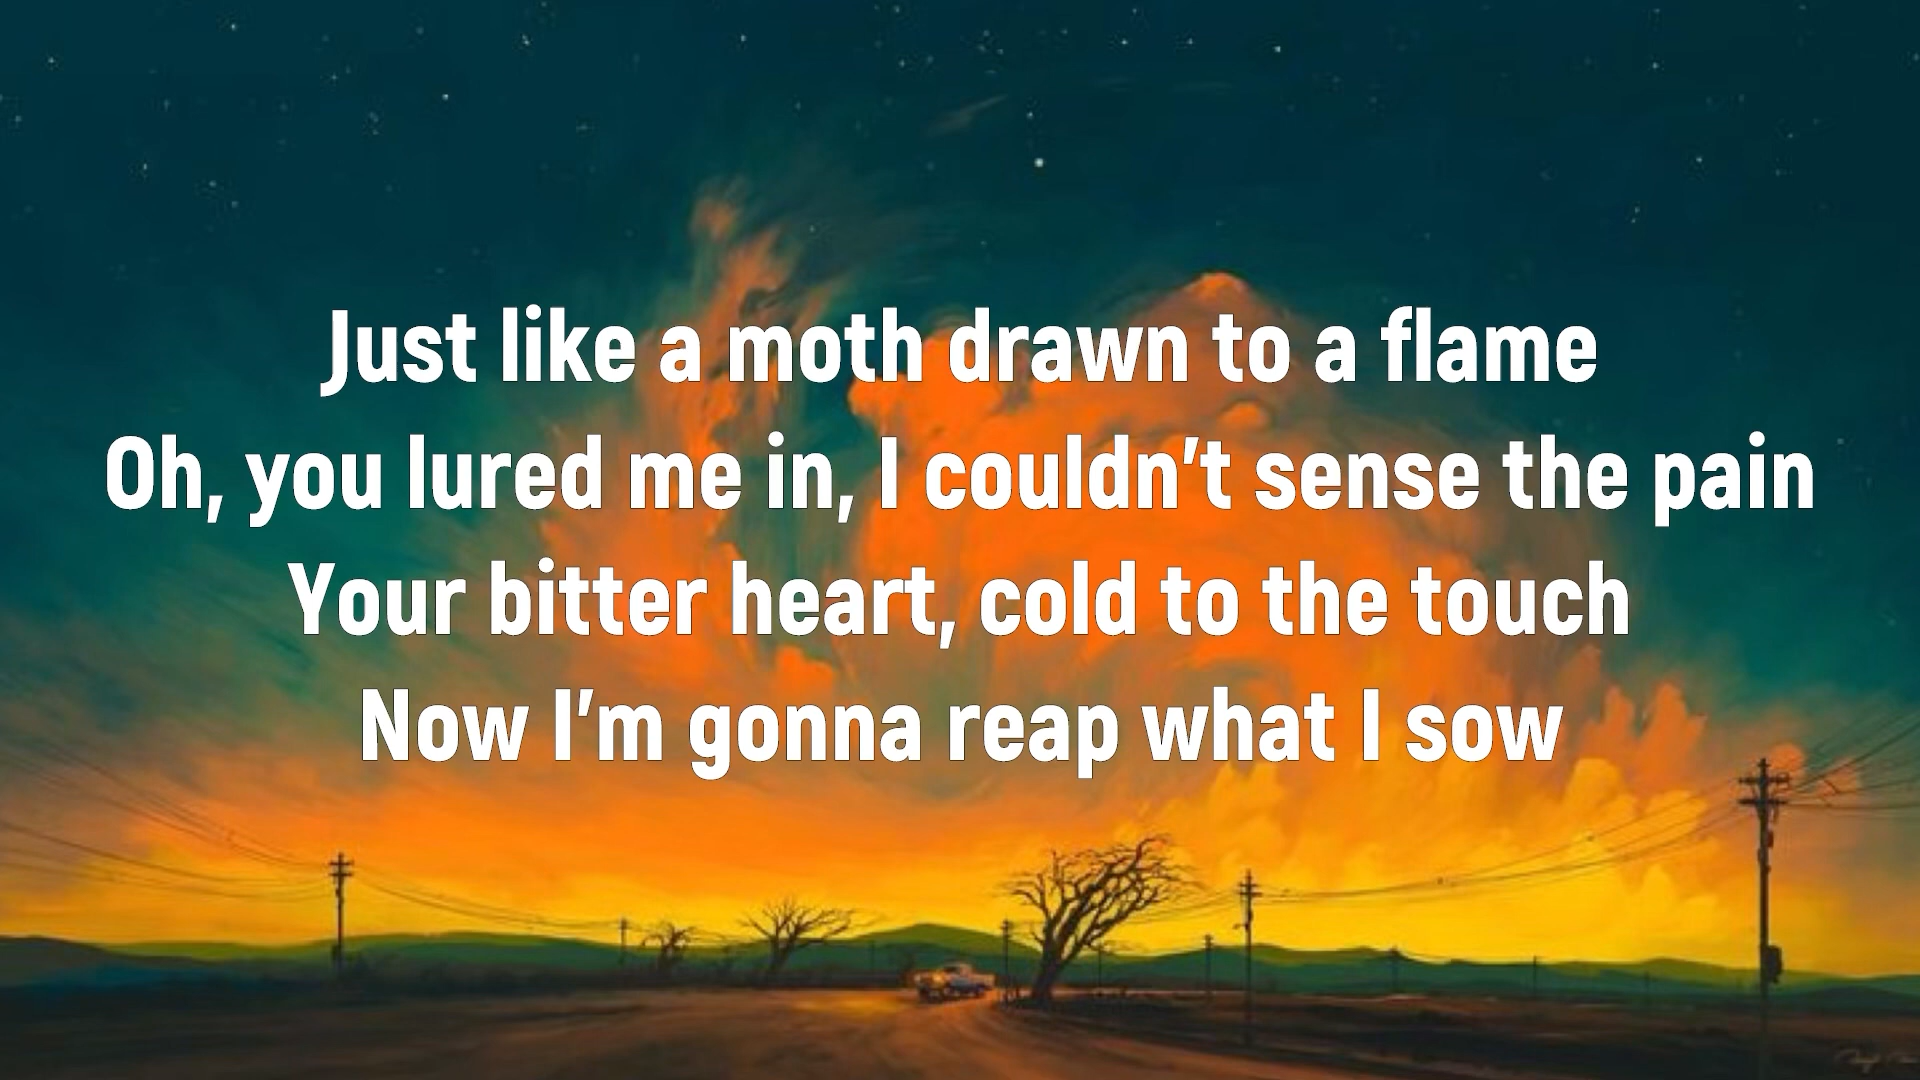 Just like a moth drawn to a flame
Oh, you lured me in, I couldn't sense the pain
Your bitter heart, cold to the touch
Now I'm gonna reap what I sow